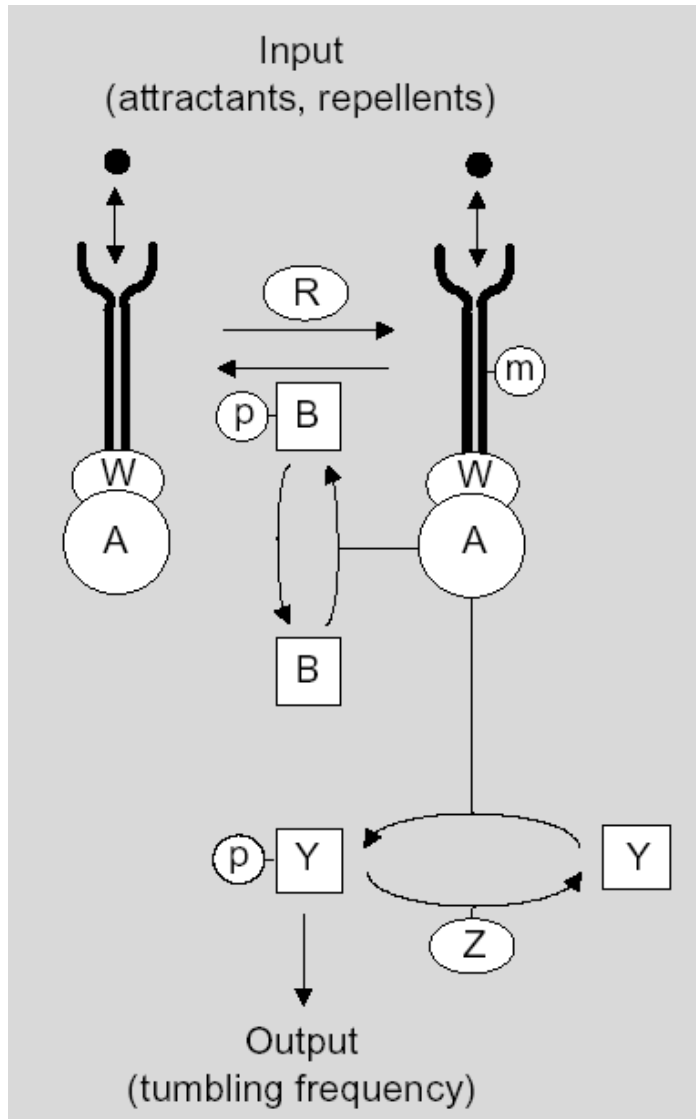 Input
(attractants, repellents)
R
m
p
B
W
W
A
A
B
p
Y
Y
Z
Output
(tumbling frequency)